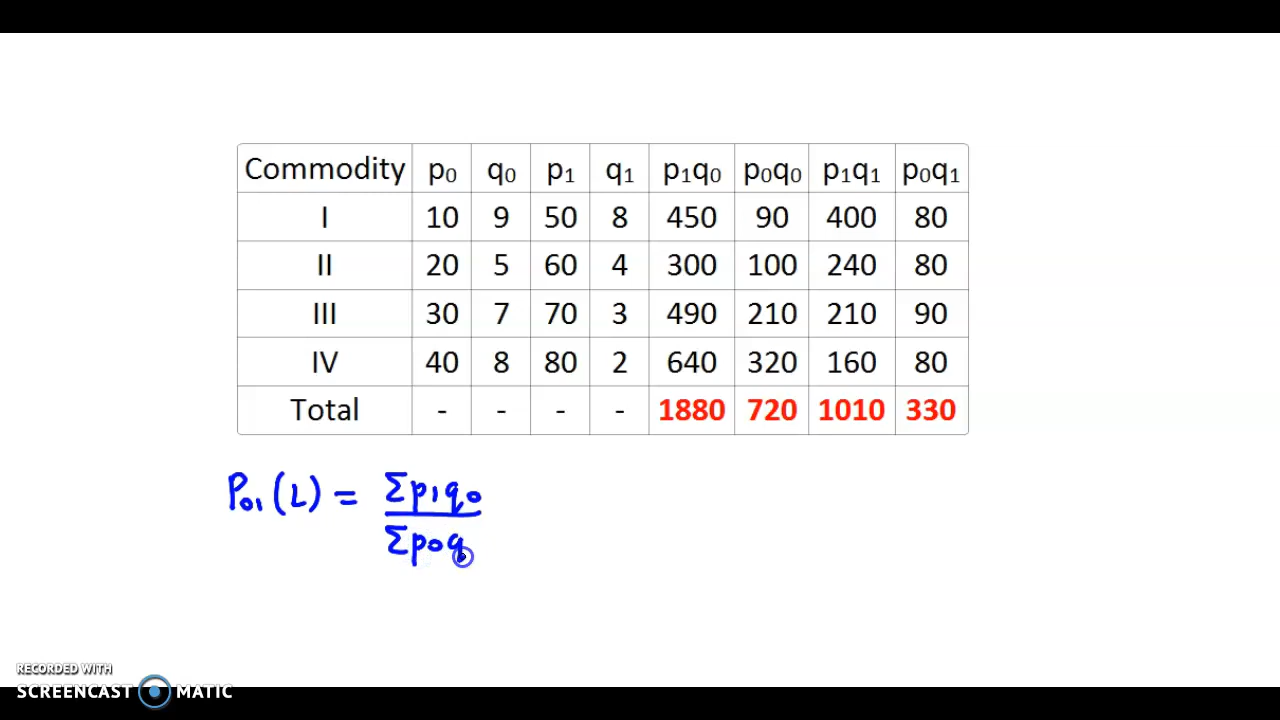 Commodity p₀ q₀ p₁ q₁ p₁q₀ p₀q₀ p₁q₁ p₀q₁
I 10 9 50 8 450 90 400 80
II 20 5 60 4 300 100 240 80
III 30 7 70 3 490 210 210 90
IV 40 8 80 2 640 320 160 80
Total - - - - 1880 720 1010 330
P₀₁(L) = Σp₁q₀
Σp₀q
RECORDED WITH
SCREENCAST MATIC